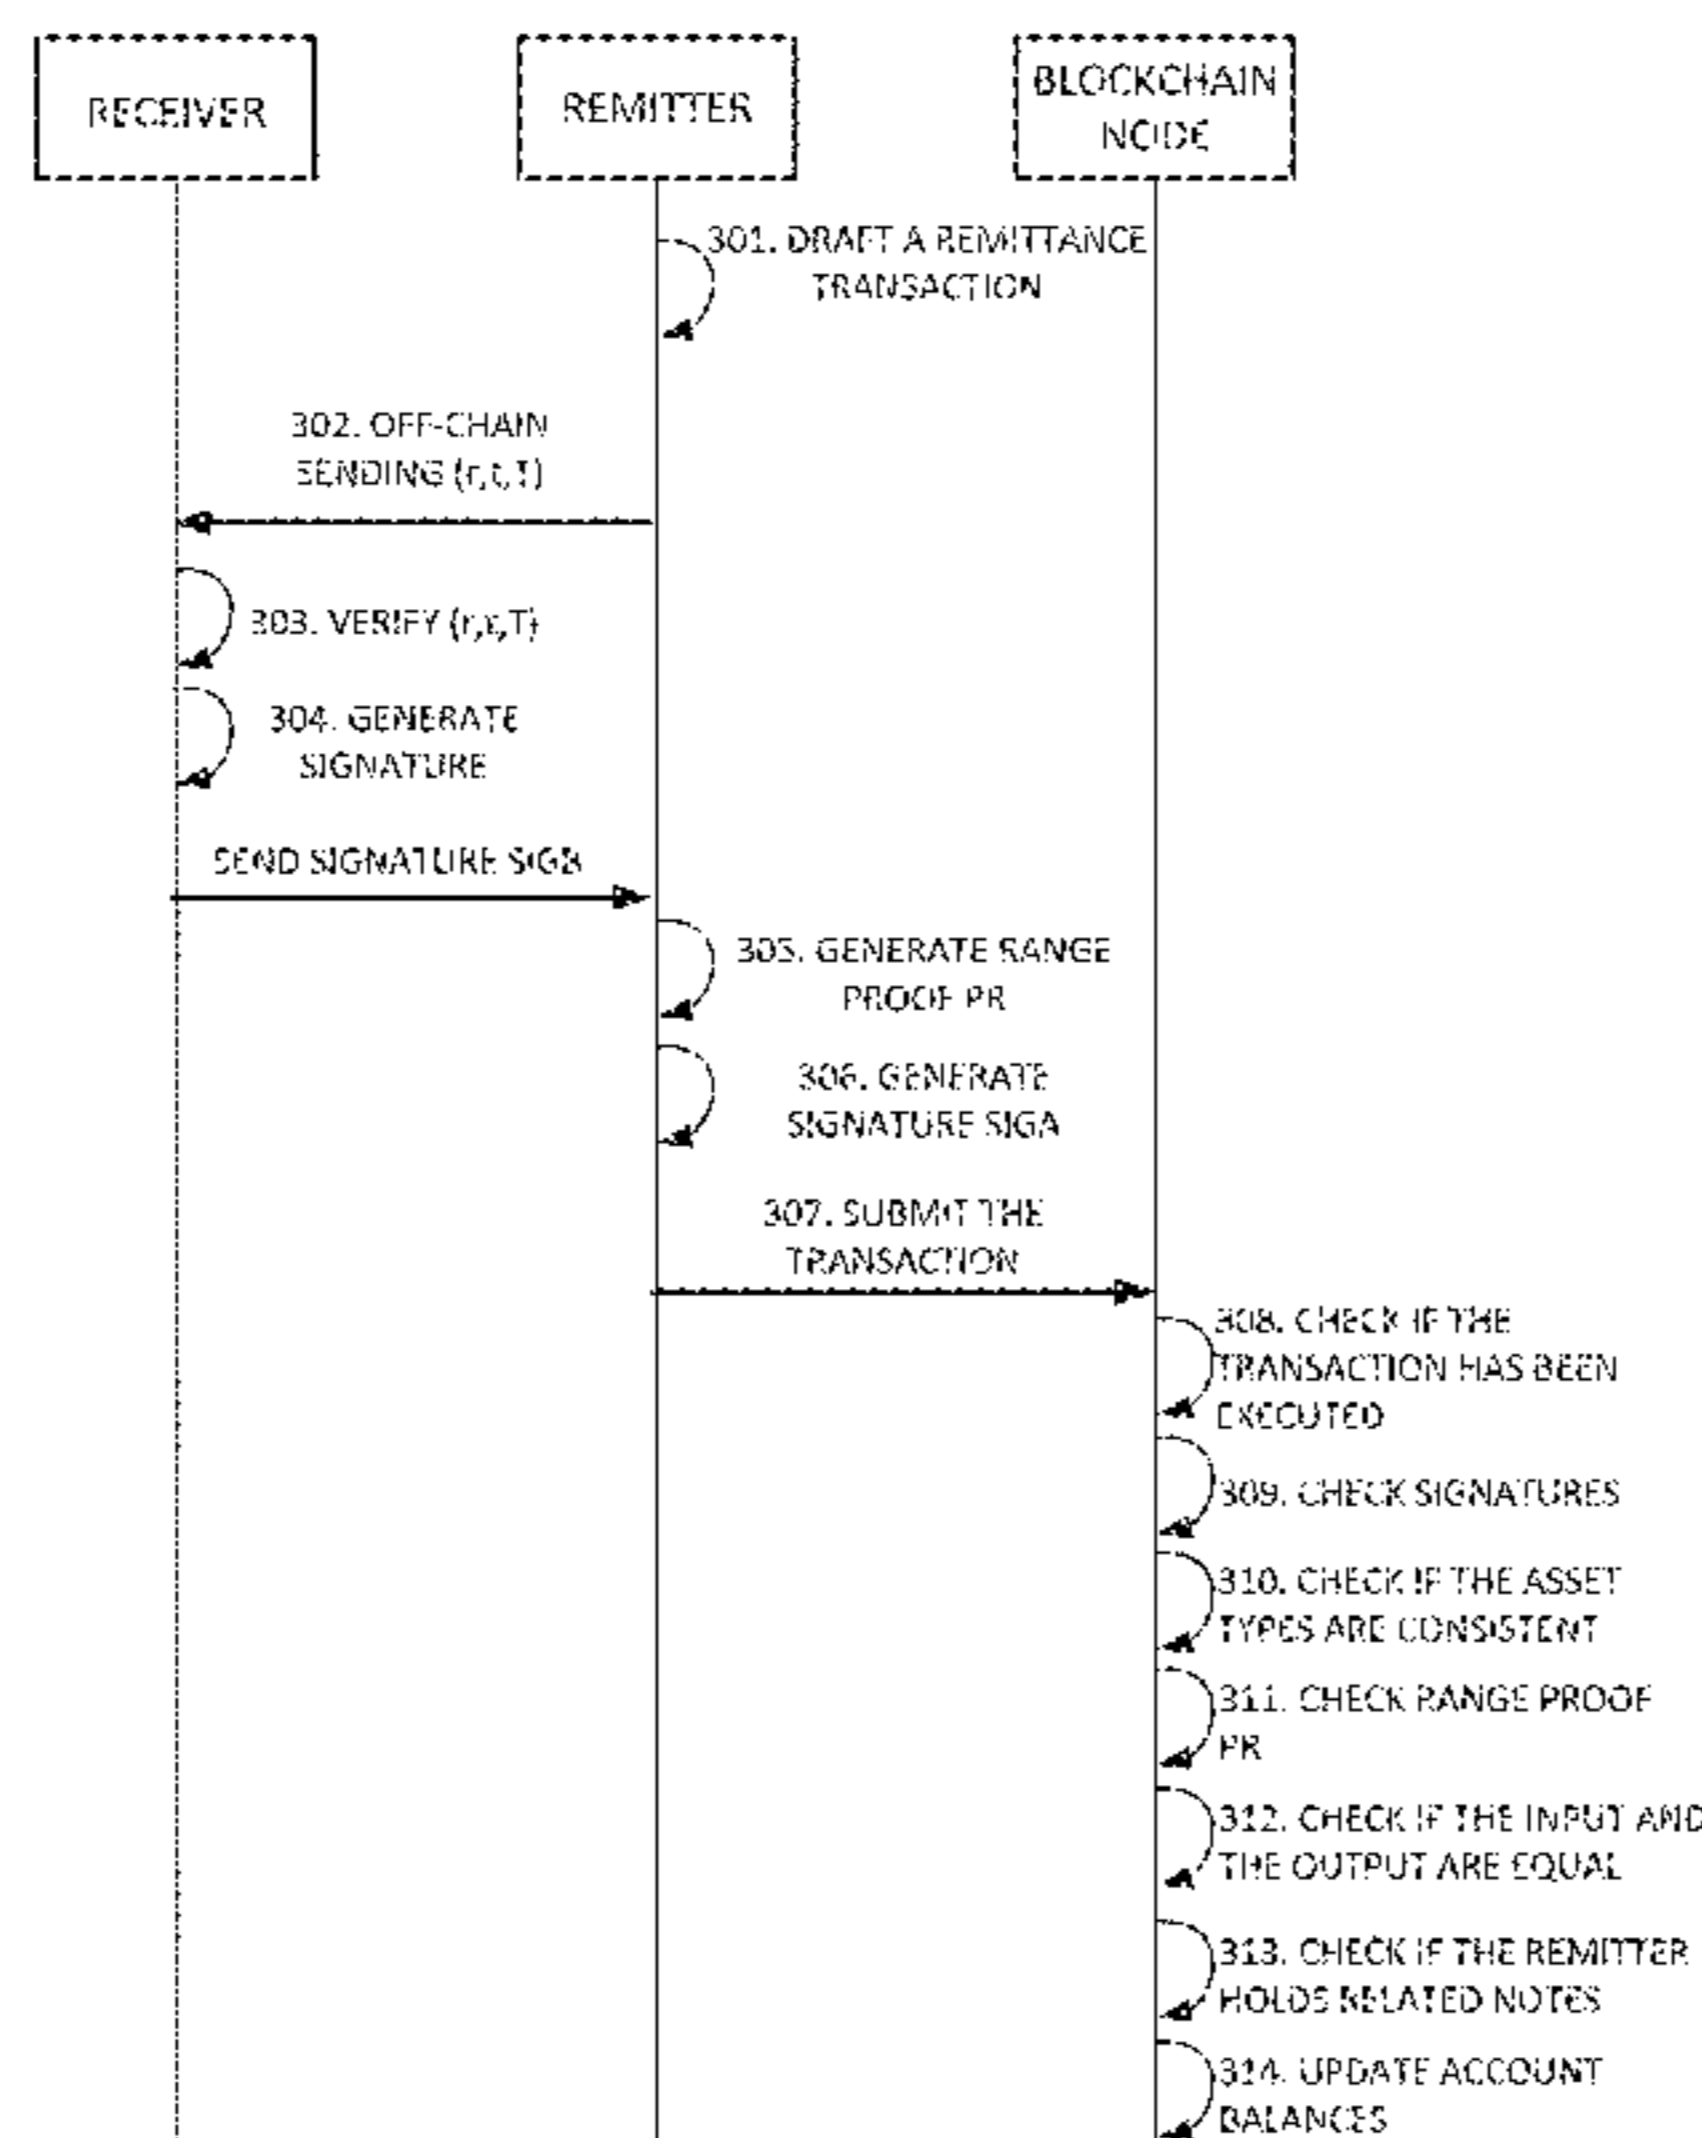 RECEIVER
REMITTER
BLOCKCHAIN
NODE
301. DRAFT A REMITTANCE
TRANSACTION
302. OFF-CHAIN
SENDING (r,t,T)
303. VERIFY (r,t,T)
304. GENERATE
SIGNATURE
SEND SIGNATURE SIGB
305. GENERATE RANGE
PROOF PR
306. GENERATE
SIGNATURE SIGA
307. SUBMIT THE
TRANSACTION
308. CHECK IF THE
TRANSACTION HAS BEEN
EXECUTED
309. CHECK SIGNATURES
310. CHECK IF THE ASSET
TYPES ARE CONSISTENT
311. CHECK RANGE PROOF
PR
312. CHECK IF THE INPUT AND
THE OUTPUT ARE EQUAL
313. CHECK IF THE REMITTER
HOLDS RELATED NOTES
314. UPDATE ACCOUNT
BALANCES